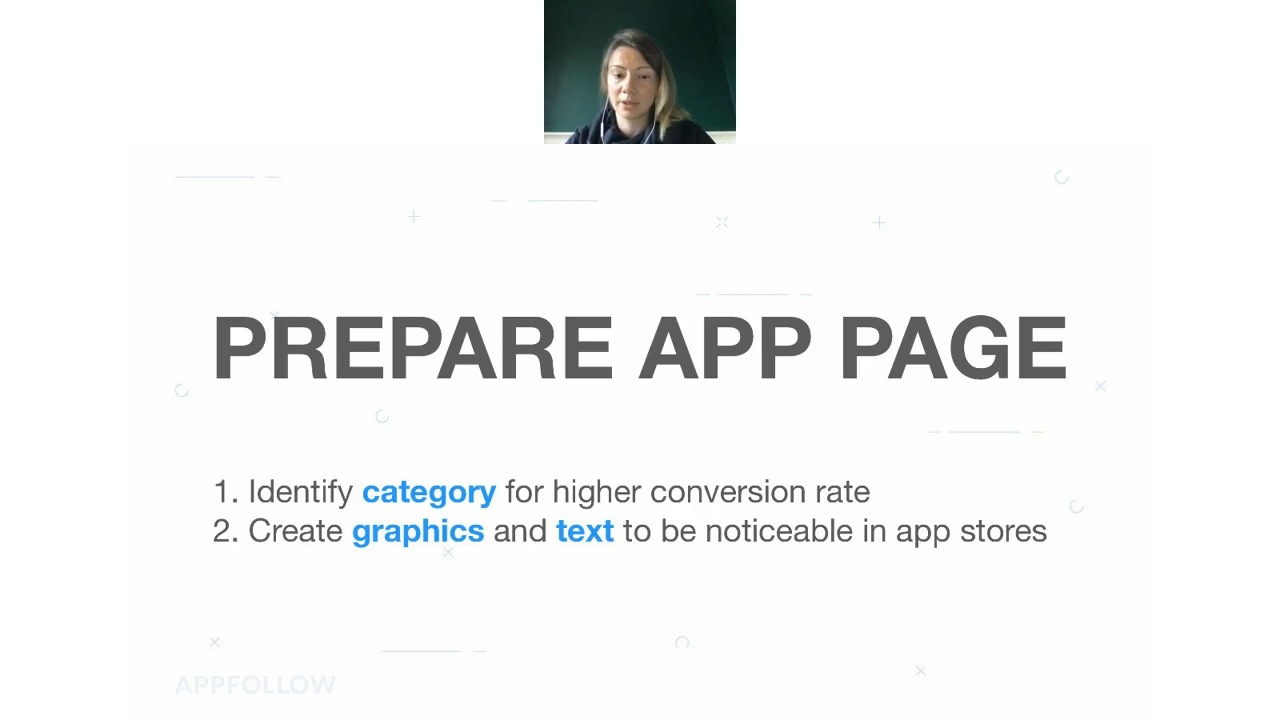 PREPARE APP PAGE
1. Identify category for higher conversion rate
2. Create graphics and text to be noticeable in app stores
APPFOLLOW